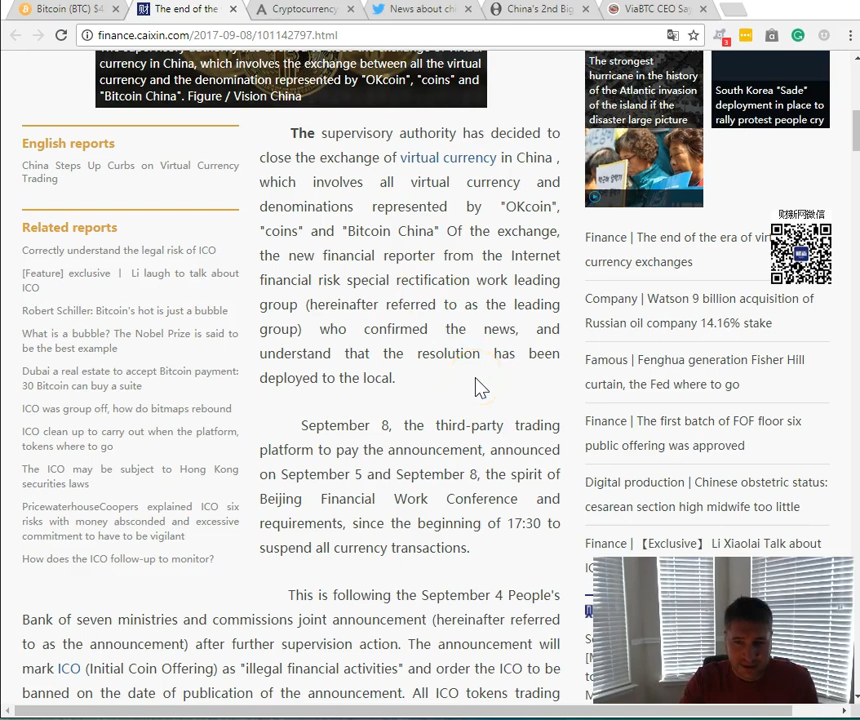 Bitcoin (BTC) $4
The end of the
Cryptocurrency
News about chi
China's 2nd Big
ViaBTC CEO Say
finance.caixin.com/2017-09-08/101142797.html
3
currency in China, which involves the exchange between all the virtual
currency and the denomination represented by "OKcoin", "coins" and
"Bitcoin China". Figure / Vision China
English reports
China Steps Up Curbs on Virtual Currency
Trading
Related reports
Correctly understand the legal risk of ICO
[Feature] exclusive | Li laugh to talk about
ICO
Robert Schiller: Bitcoin's hot is just a bubble
What is a bubble? The Nobel Prize is said to
be the best example
Dubai a real estate to accept Bitcoin payment:
30 Bitcoin can buy a suite
ICO was group off, how do bitmaps rebound
ICO clean up to carry out when the platform,
tokens where to go
The ICO may be subject to Hong Kong
securities laws
PricewaterhouseCoopers explained ICO six
risks with money absconded and excessive
commitment to have to be vigilant
How does the ICO follow-up to monitor?
The supervisory authority has decided to
close the exchange of virtual currency in China ,
which involves all virtual currency and
denominations represented by "OKcoin",
"coins" and "Bitcoin China" Of the exchange,
the new financial reporter from the Internet
financial risk special rectification work leading
group (hereinafter referred to as the leading
group) who confirmed the news, and
understand that the resolution has been
deployed to the local.
September 8, the third-party trading
platform to pay the announcement, announced
on September 5 and September 8, the spirit of
Beijing Financial Work Conference and
requirements, since the beginning of 17:30 to
suspend all currency transactions.
This is following the September 4 People's
Bank of seven ministries and commissions joint announcement (hereinafter referred
to as the announcement) after further supervision action. The announcement will
mark ICO (Initial Coin Offering) as "illegal financial activities" and order the ICO to be
banned on the date of publication of the announcement. All ICO tokens trading
The strongest
hurricane in the history
of the Atlantic invasion
of the island if the
disaster large picture
South Korea "Sade"
deployment in place to
rally protest people cry
财新网微信
Finance | The end of the era of virt
currency exchanges
Company | Watson 9 billion acquisition of
Russian oil company 14.16% stake
Famous | Fenghua generation Fisher Hill
curtain, the Fed where to go
Finance | The first batch of FOF floor six
public offering was approved
Digital production | Chinese obstetric status:
cesarean section high midwife too little
Finance | 【Exclusive】 Li Xiaolai Talk about